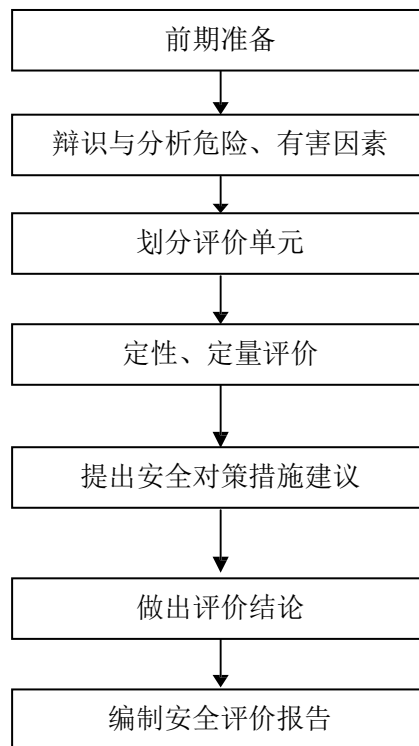 前期准备
辩识与分析危险、有害因素
划分评价单元
定性、定量评价
提出安全对策措施建议
做出评价结论
编制安全评价报告